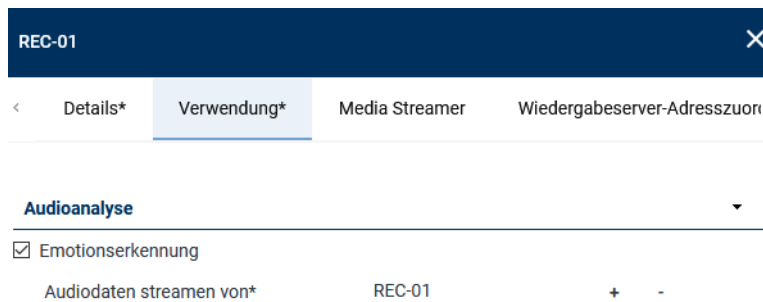 REC-01
Details* Verwendung* Media Streamer
Audioanalyse
Emotionserkennung
Audiodaten streamen von* REC-01 + -